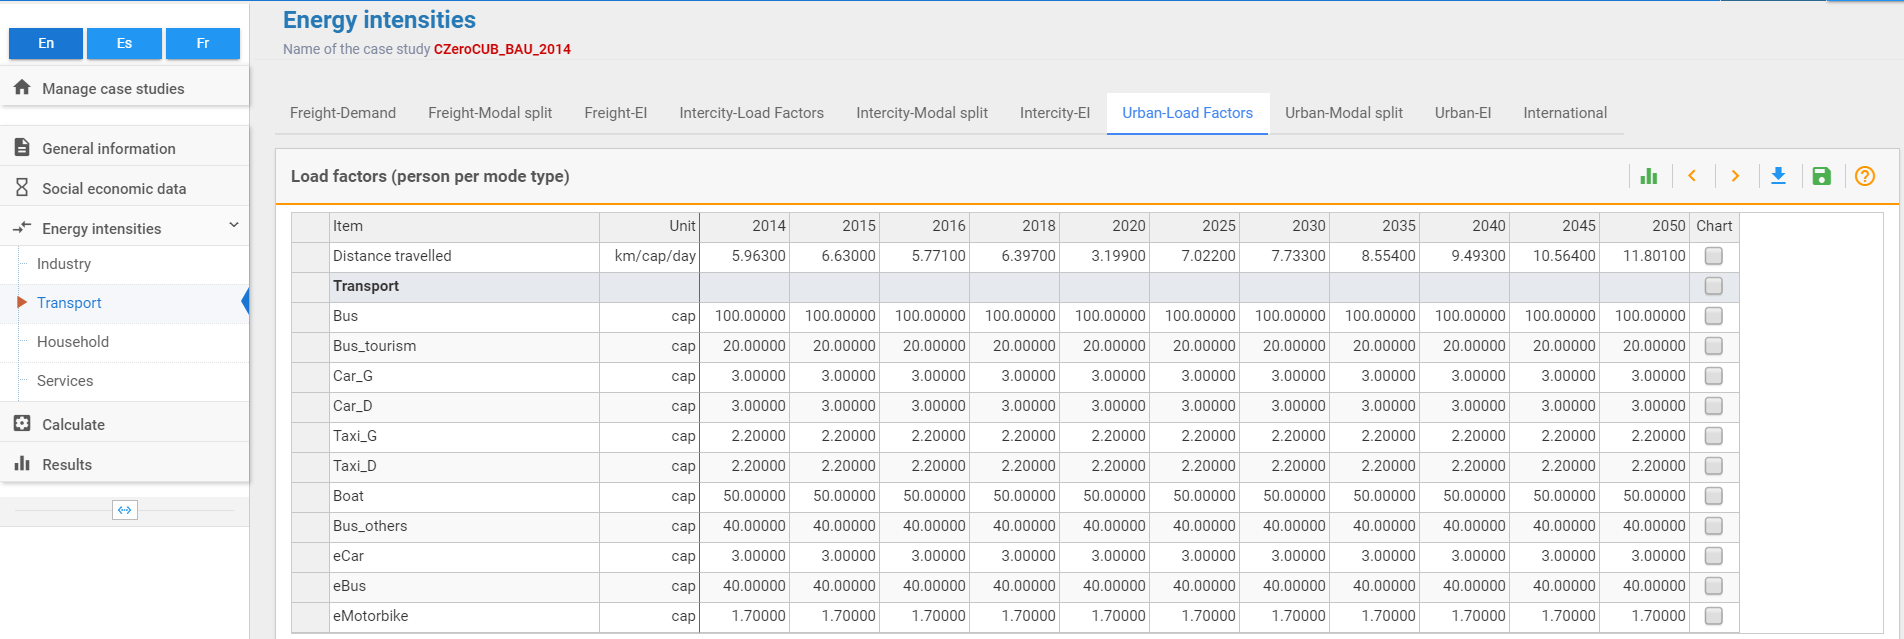 En Es Fr
Manage case studies
General information
Social economic data
Energy intensities
Industry
Transport
Household
Services
Calculate
Results
Energy intensities
Name of the case study CZeroCUB_BAU_2014
Freight-Demand Freight-Modal split Freight-EI Intercity-Load Factors Intercity-Modal split Intercity-EI Urban-Load Factors Urban-Modal split Urban-EI International
Load factors (person per mode type)
Item Unit 2014 2015 2016 2018 2020 2025 2030 2035 2040 2045 2050 Chart
Distance travelled km/cap/day 5.96300 6.63000 5.77100 6.39700 3.19900 7.02200 7.73300 8.55400 9.49300 10.56400 11.80100
Transport
Bus cap 100.00000 100.00000 100.00000 100.00000 100.00000 100.00000 100.00000 100.00000 100.00000 100.00000 100.00000
Bus_tourism cap 20.00000 20.00000 20.00000 20.00000 20.00000 20.00000 20.00000 20.00000 20.00000 20.00000 20.00000
Car_G cap 3.00000 3.00000 3.00000 3.00000 3.00000 3.00000 3.00000 3.00000 3.00000 3.00000 3.00000
Car_D cap 3.00000 3.00000 3.00000 3.00000 3.00000 3.00000 3.00000 3.00000 3.00000 3.00000 3.00000
Taxi_G cap 2.20000 2.20000 2.20000 2.20000 2.20000 2.20000 2.20000 2.20000 2.20000 2.20000 2.20000
Taxi_D cap 2.20000 2.20000 2.20000 2.20000 2.20000 2.20000 2.20000 2.20000 2.20000 2.20000 2.20000
Boat cap 50.00000 50.00000 50.00000 50.00000 50.00000 50.00000 50.00000 50.00000 50.00000 50.00000 50.00000
Bus_others cap 40.00000 40.00000 40.00000 40.00000 40.00000 40.00000 40.00000 40.00000 40.00000 40.00000 40.00000
eCar cap 3.00000 3.00000 3.00000 3.00000 3.00000 3.00000 3.00000 3.00000 3.00000 3.00000 3.00000
eBus cap 40.00000 40.00000 40.00000 40.00000 40.00000 40.00000 40.00000 40.00000 40.00000 40.00000 40.00000
eMotorbike cap 1.70000 1.70000 1.70000 1.70000 1.70000 1.70000 1.70000 1.70000 1.70000 1.70000 1.70000